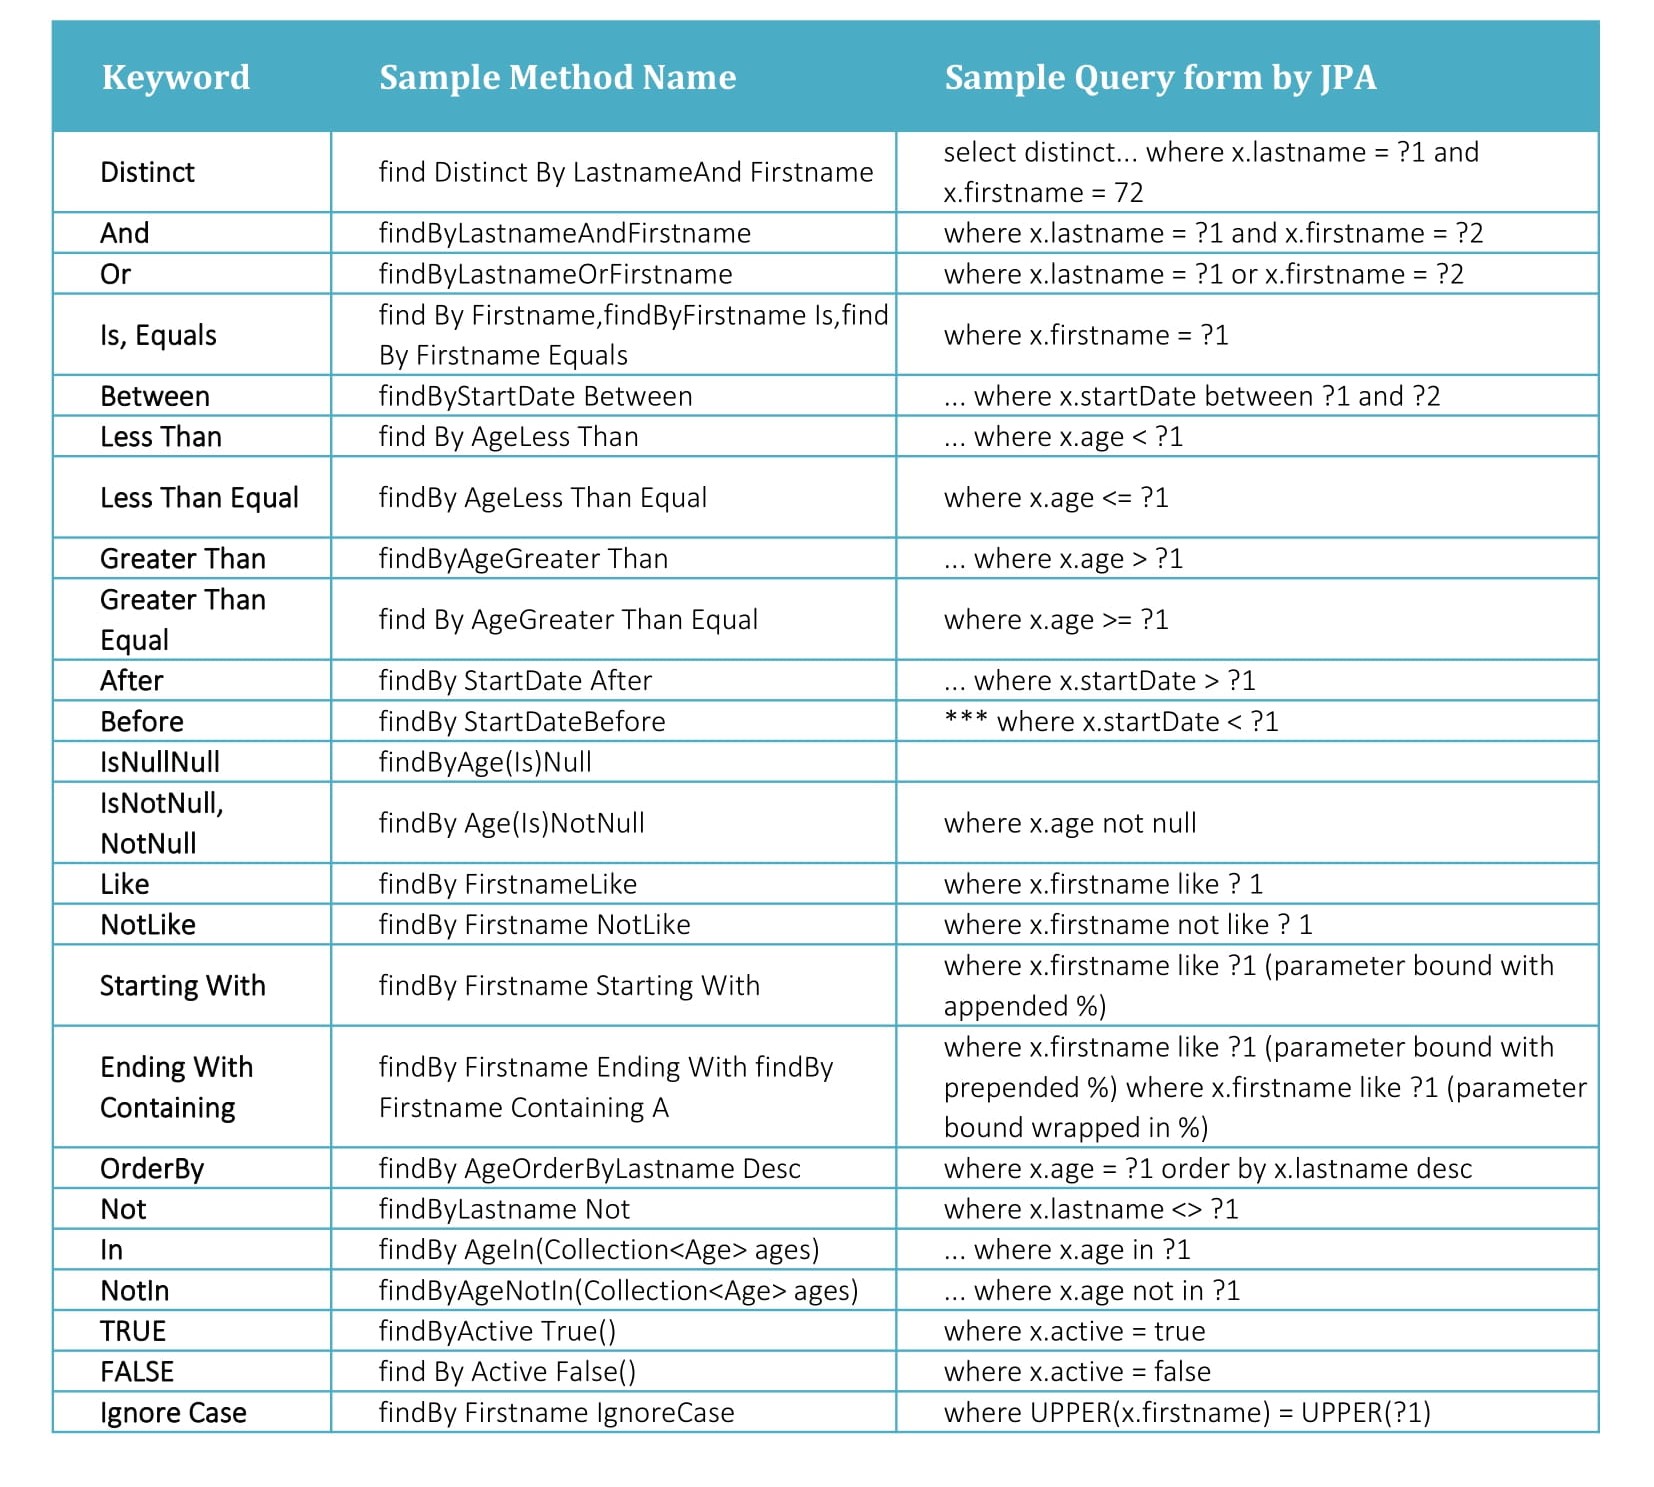 Keyword Sample Method Name Sample Query form by JPA
Distinct find Distinct By LastnameAnd Firstname select distinct... where x.lastname = ?1 and
x.firstname = 72
And findByLastnameAndFirstname where x.lastname = ?1 and x.firstname = ?2
Or findByLastnameOrFirstname where x.lastname = ?1 or x.firstname = ?2
Is, Equals find By Firstname,findByFirstname Is,find
By Firstname Equals where x.firstname = ?1
Between findByStartDate Between ... where x.startDate between ?1 and ?2
Less Than find By AgeLess Than ... where x.age < ?1
Less Than Equal findBy AgeLess Than Equal where x.age <= ?1
Greater Than findByAgeGreater Than ... where x.age > ?1
Greater Than
Equal find By AgeGreater Than Equal where x.age >= ?1
After findBy StartDate After ... where x.startDate > ?1
Before findBy StartDateBefore *** where x.startDate < ?1
IsNullNull findByAge(Is)Null
IsNotNull,
NotNull findBy Age(Is)NotNull where x.age not null
Like findBy FirstnameLike where x.firstname like ? 1
NotLike findBy Firstname NotLike where x.firstname not like ? 1
Starting With findBy Firstname Starting With where x.firstname like ?1 (parameter bound with
appended %)
Ending With
Containing findBy Firstname Ending With findBy
Firstname Containing A where x.firstname like ?1 (parameter bound with
prepended %) where x.firstname like ?1 (parameter
bound wrapped in %)
OrderBy findBy AgeOrderByLastname Desc where x.age = ?1 order by x.lastname desc
Not findByLastname Not where x.lastname <> ?1
In findBy AgeIn(Collection<Age> ages) ... where x.age in ?1
NotIn findByAgeNotIn(Collection<Age> ages) ... where x.age not in ?1
TRUE findByActive True() where x.active = true
FALSE find By Active False() where x.active = false
Ignore Case findBy Firstname IgnoreCase where UPPER(x.firstname) = UPPER(?1)